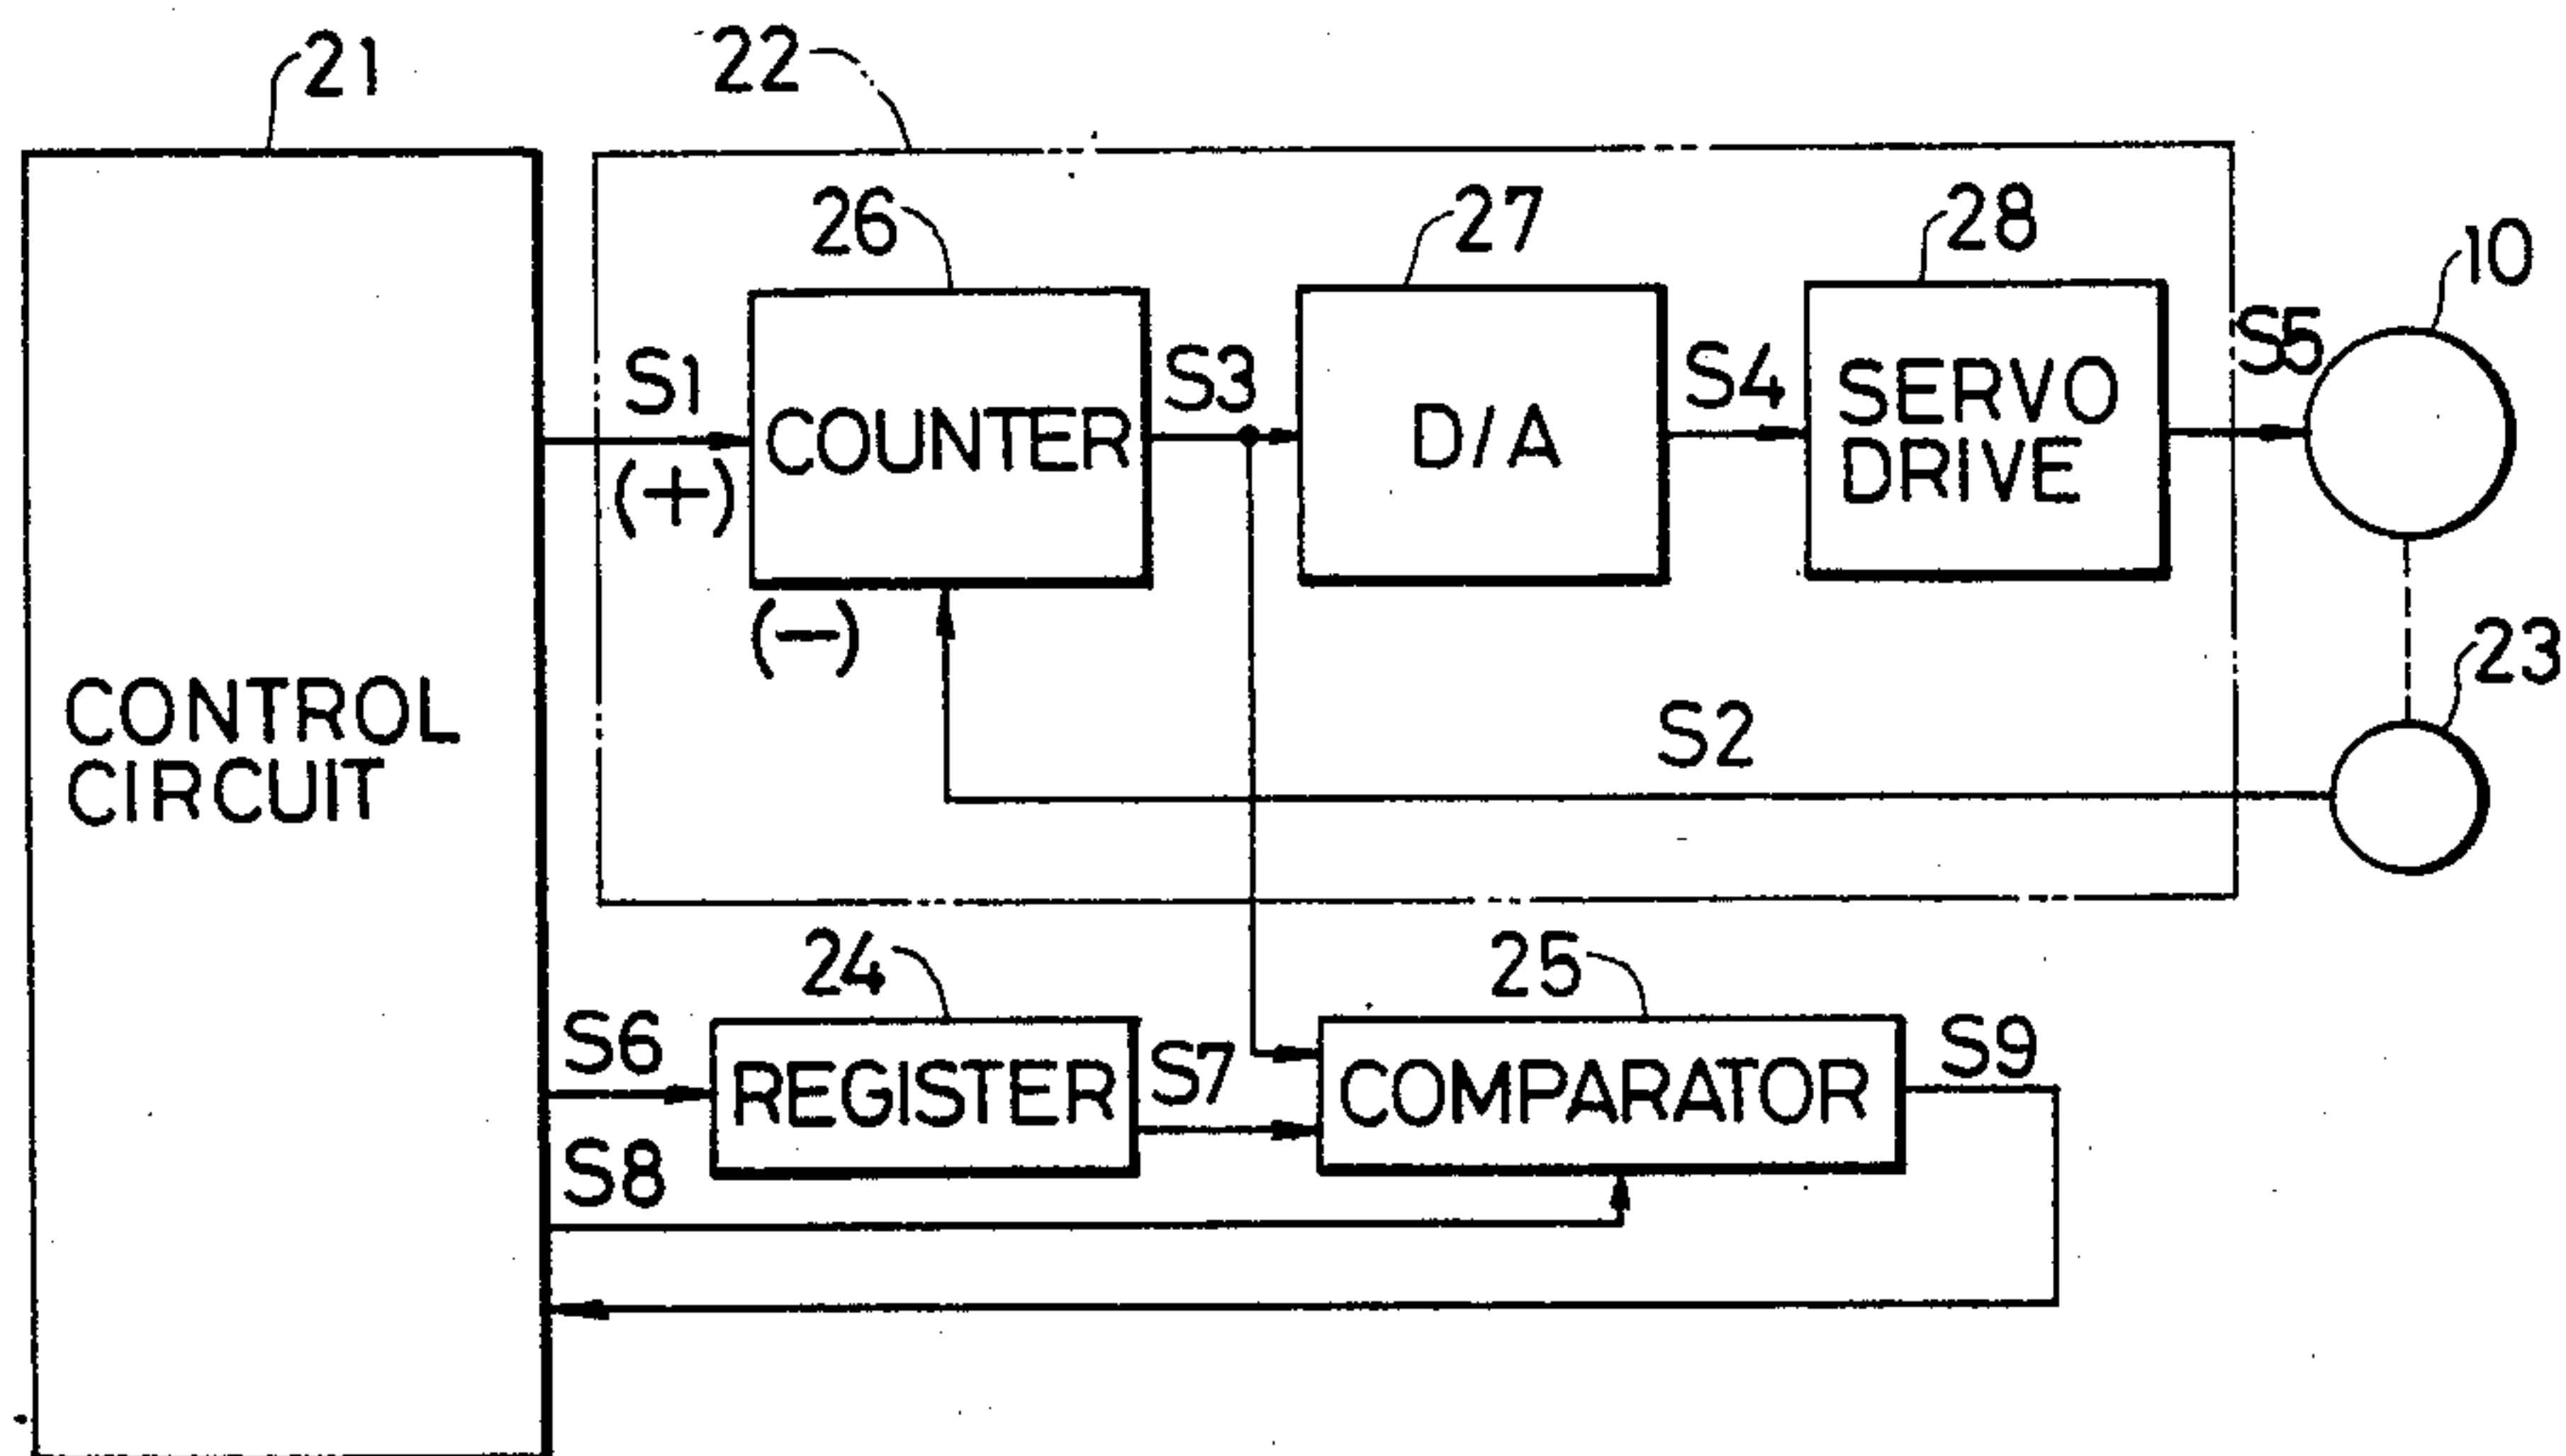 21
22
26
27
28
10
S1
(+)
COUNTER
S3
D/A
S4
SERVO
DRIVE
S5
(−)
23
S2
CONTROL
CIRCUIT
24
25
S6
REGISTER
S7
COMPARATOR
S9
S8